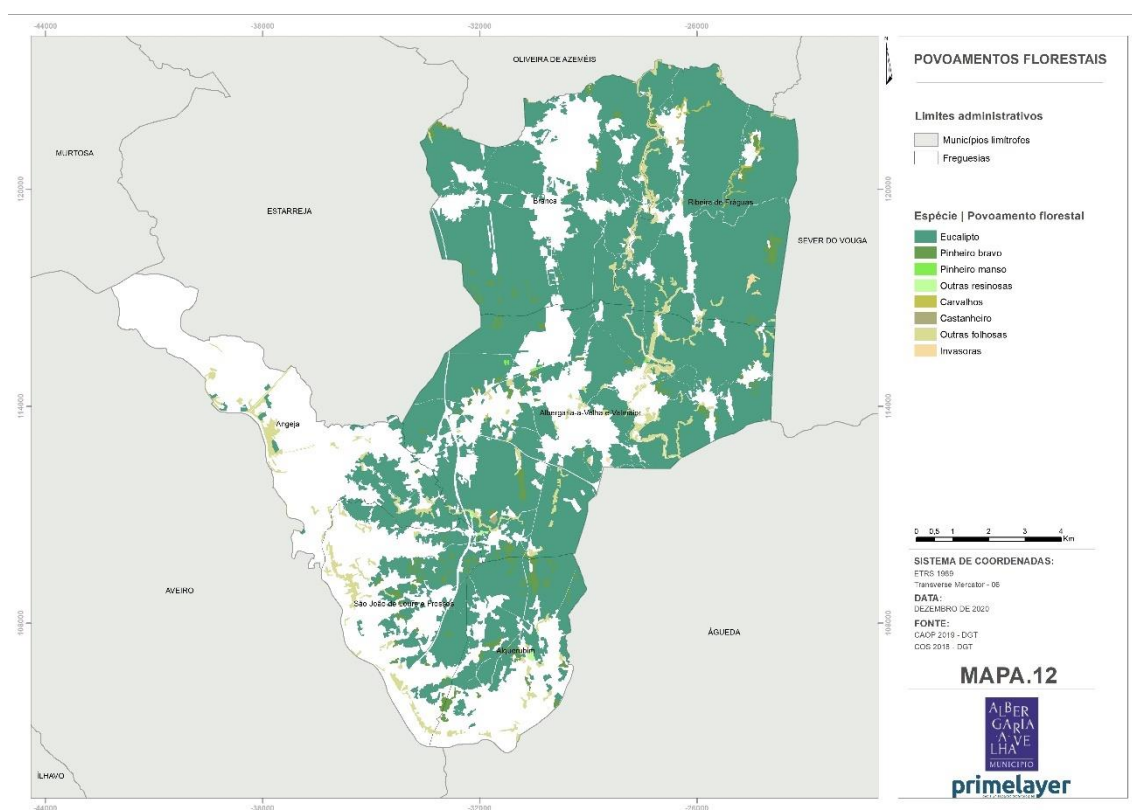 POVOAMENTOS FLORESTAIS
Limites administrativos
Municípios limítrofes
Freguesias
Espécie | Povoamento florestal
Eucalipto
Pinheiro bravo
Pinheiro manso
Outras resinosas
Carvalhos
Castanheiro
Outras folhosas
Invasoras
0 0,5 1 2 3 4
Km
SISTEMA DE COORDENADAS:
ETRS 1989
Transverse Mercator - 06
DATA:
DEZEMBRO DE 2020
FONTE:
CAOP 2019 - DGT
COS 2018 - DGT
MAPA.12
ALBER
GARIA
A VE
LHA
MUNICÍPIO
primelayer
-44000
-38000
-32000
-26000
OLIVEIRA DE AZEMÉIS
MURTOSA
ESTARREJA
Branca
Ribeira de Fráguas
SEVER DO VOUGA
Albergaria-a-Velha e Valmaior
Angeja
AVEIRO
São João de Loure e Frossos
Alquerubim
ÁGUEDA
ÍLHAVO
120000
114000
108000
120000
114000
108000
-44000
-38000
-32000
-26000